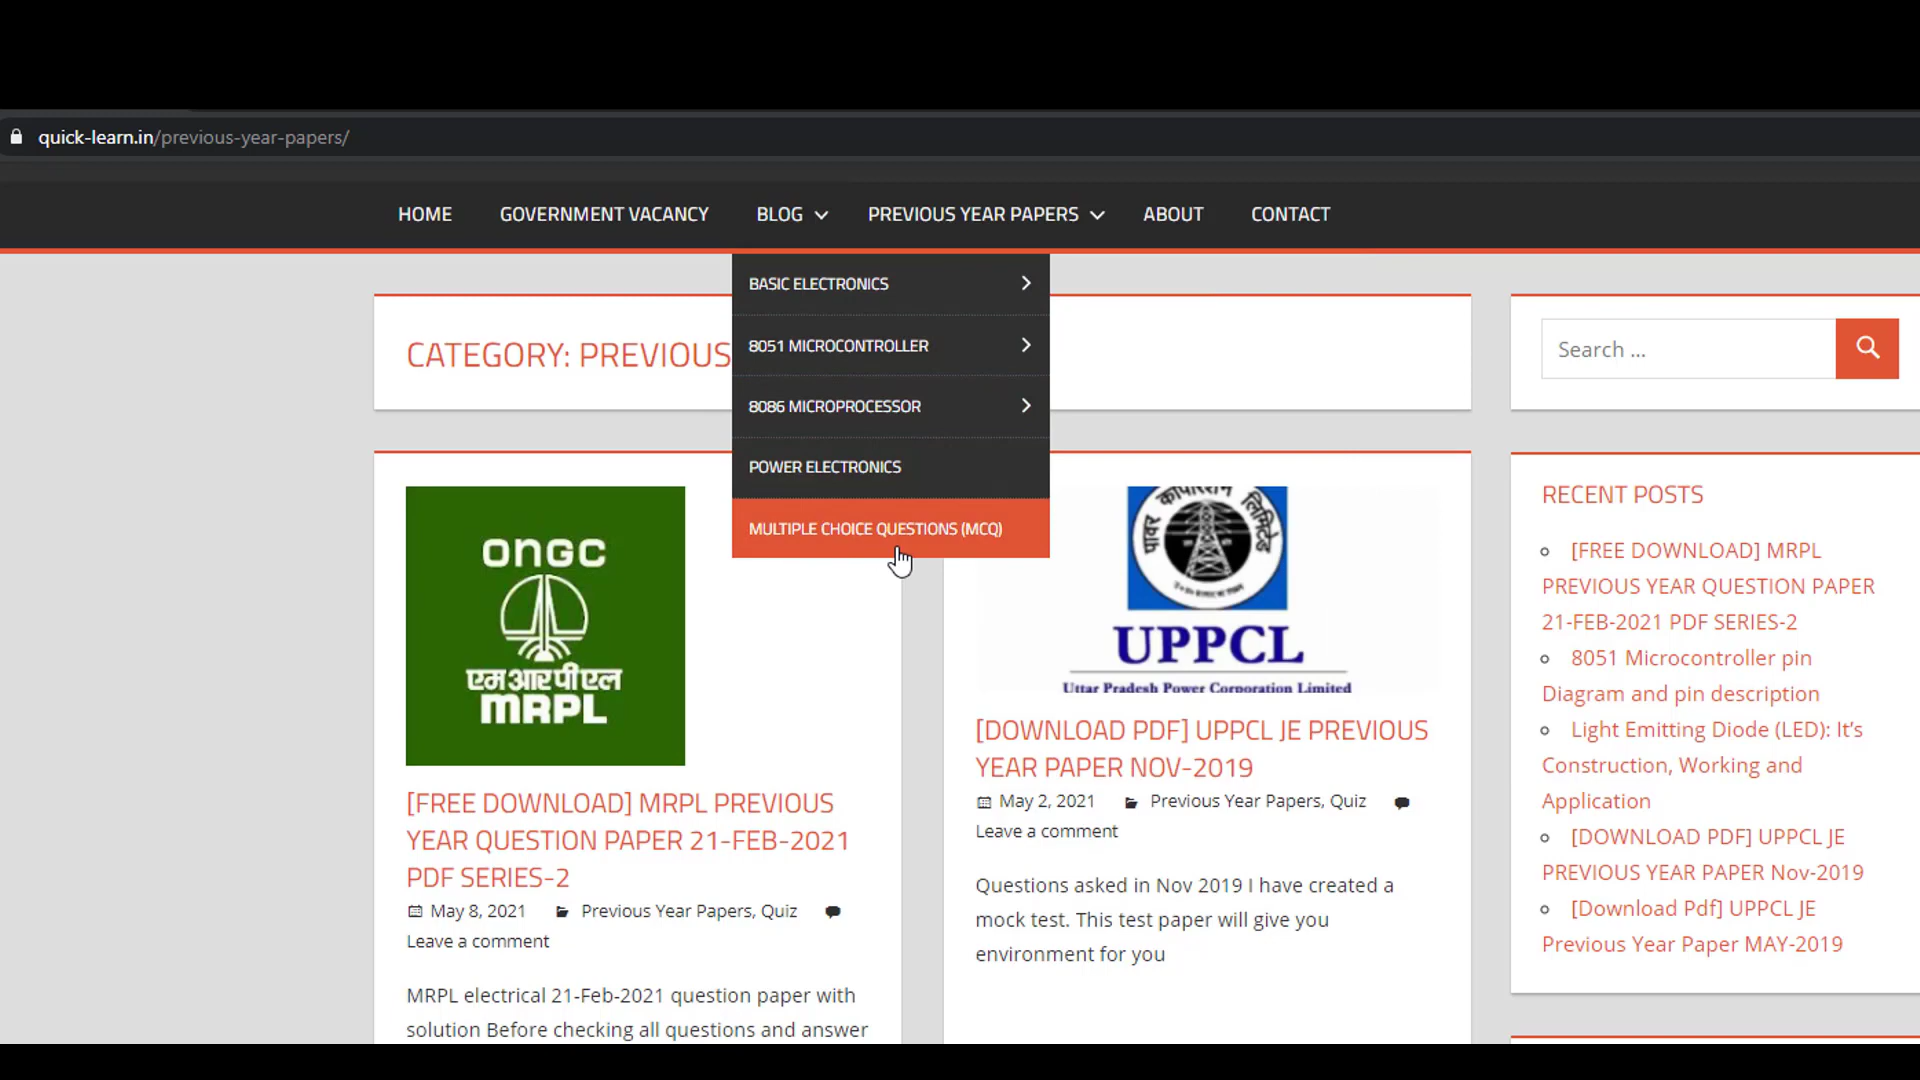 quick-learn.in/previous-year-papers/
HOME GOVERNMENT VACANCY BLOG PREVIOUS YEAR PAPERS ABOUT CONTACT
BASIC ELECTRONICS
8051 MICROCONTROLLER
8086 MICROPROCESSOR
POWER ELECTRONICS
MULTIPLE CHOICE QUESTIONS (MCQ)
CATEGORY: PREVIOUS
ONGC
एमआरपीएल
MRPL
[FREE DOWNLOAD] MRPL PREVIOUS
YEAR QUESTION PAPER 21-FEB-2021
PDF SERIES-2
May 8, 2021 Previous Year Papers, Quiz
Leave a comment
MRPL electrical 21-Feb-2021 question paper with
solution Before checking all questions and answer
पावर कारपोरेशन लिमिटेड
UPPCL
Uttar Pradesh Power Corporation Limited
[DOWNLOAD PDF] UPPCL JE PREVIOUS
YEAR PAPER NOV-2019
May 2, 2021 Previous Year Papers, Quiz
Leave a comment
Questions asked in Nov 2019 I have created a
mock test. This test paper will give you
environment for you
Search ...
RECENT POSTS
[FREE DOWNLOAD] MRPL
PREVIOUS YEAR QUESTION PAPER
21-FEB-2021 PDF SERIES-2
8051 Microcontroller pin
Diagram and pin description
Light Emitting Diode (LED): It’s
Construction, Working and
Application
[DOWNLOAD PDF] UPPCL JE
PREVIOUS YEAR PAPER Nov-2019
[Download Pdf] UPPCL JE
Previous Year Paper MAY-2019